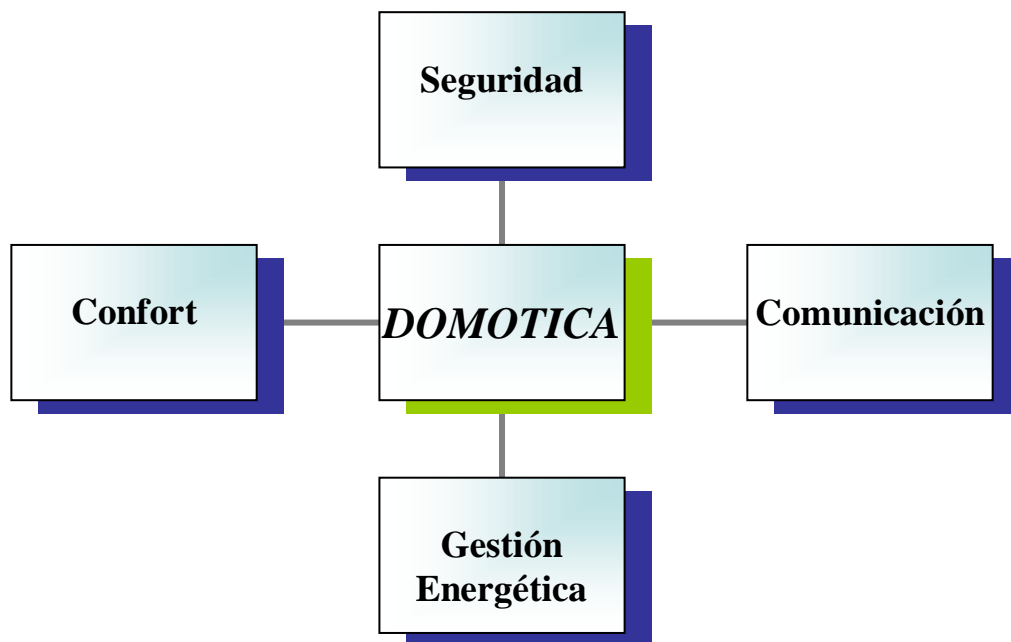 Seguridad
Confort
DOMOTICA
Comunicación
Gestión
Energética